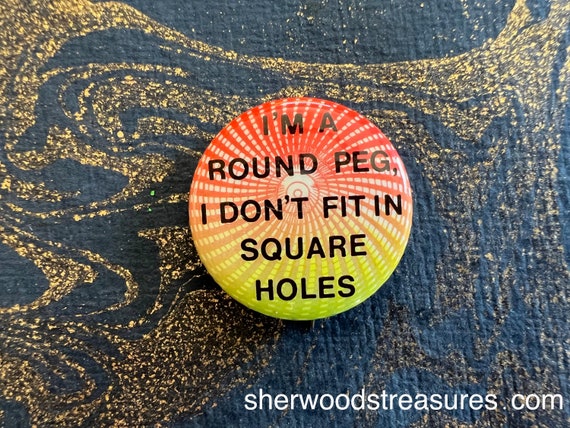 I'M A
ROUND PEG,
I DON'T FIT IN
SQUARE
HOLES
sherwoodstreasures.com